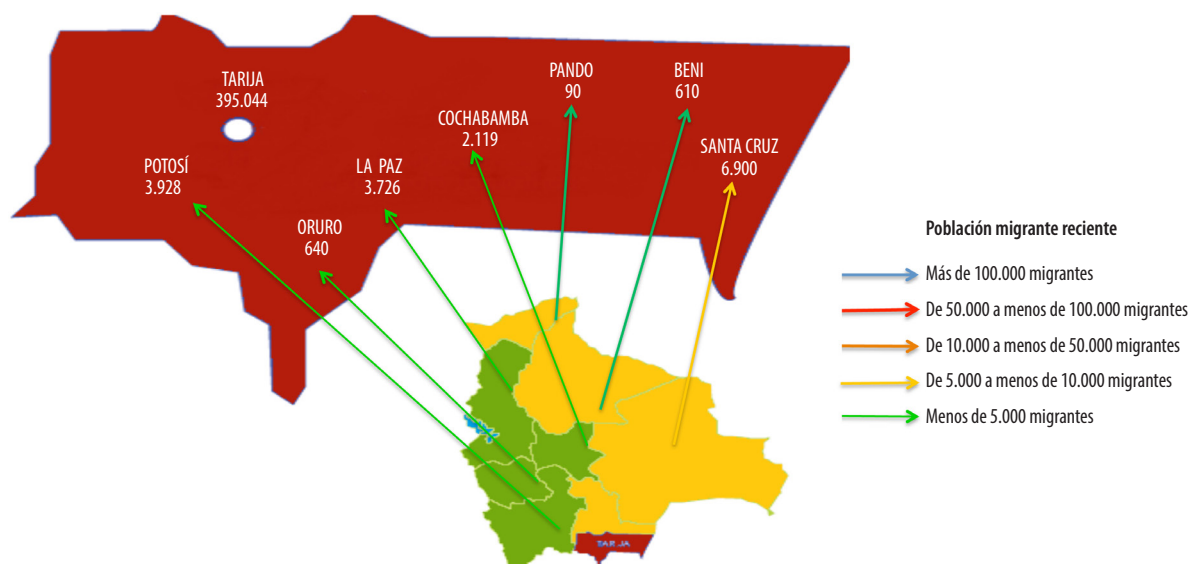 TARIJA
395.044
PANDO
90
BENI
610
COCHABAMBA
2.119
SANTA CRUZ
6.900
POTOSÍ
3.928
LA PAZ
3.726
ORURO
640
Población migrante reciente
Más de 100.000 migrantes
De 50.000 a menos de 100.000 migrantes
De 10.000 a menos de 50.000 migrantes
De 5.000 a menos de 10.000 migrantes
Menos de 5.000 migrantes
TARIJA